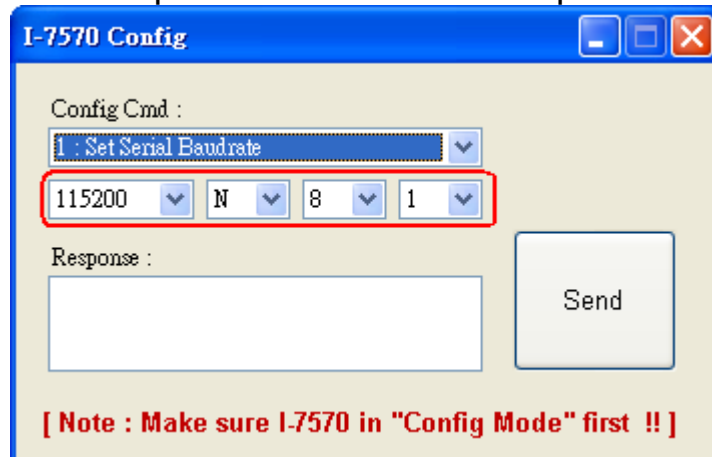 I-7570 Config
Config Cmd :
1 : Set Serial Baudrate
115200 N 8 1
Response :
Send
[ Note : Make sure I-7570 in "Config Mode" first !! ]